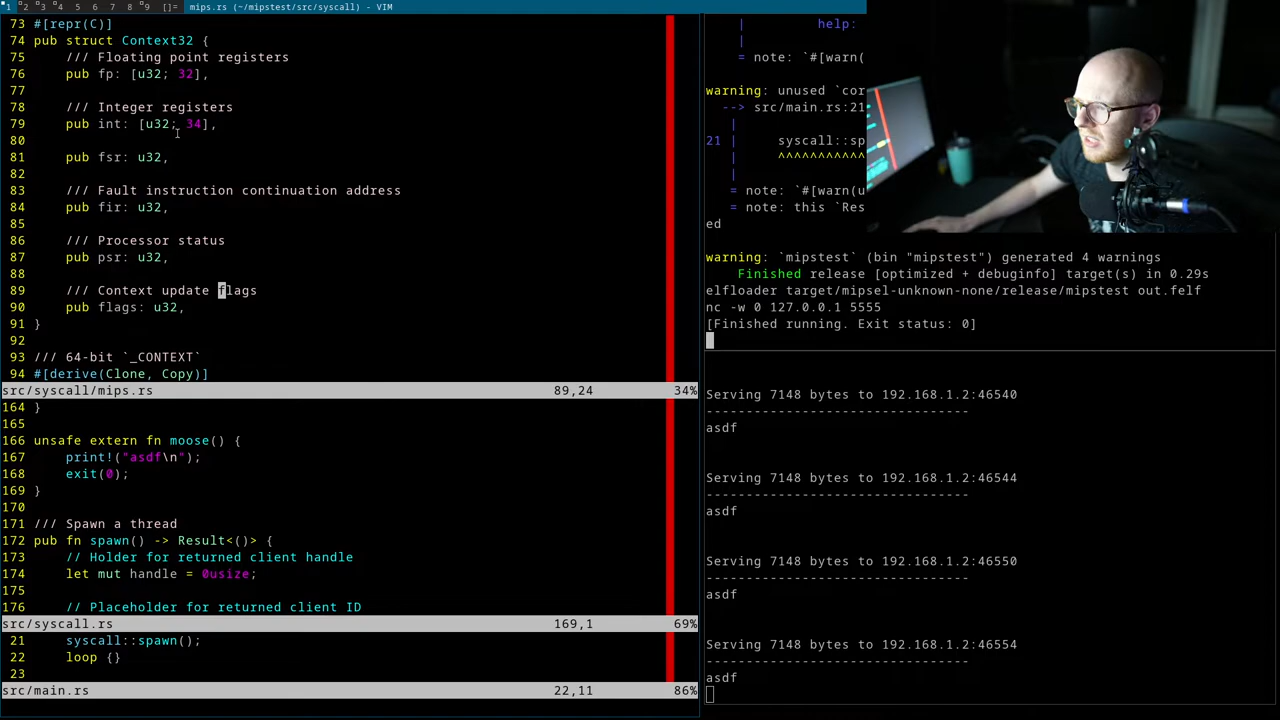 1 2 3 4 5 6 7 8 9 []= mips.rs (~/mipstest/src/syscall) - VIM
73 #[repr(C)]
74 pub struct Context32 {
75     /// Floating point registers
76     pub fp: [u32; 32],
77
78     /// Integer registers
79     pub int: [u32; 34],
80
81     pub fsr: u32,
82
83     /// Fault instruction continuation address
84     pub fir: u32,
85
86     /// Processor status
87     pub psr: u32,
88
89     /// Context update flags
90     pub flags: u32,
91 }
92
93 /// 64-bit `_CONTEXT`
94 #[derive(Clone, Copy)]
src/syscall/mips.rs 89,24 34%
164 }
165
166 unsafe extern fn moose() {
167     print!("asdf\n");
168     exit(0);
169 }
170
171 /// Spawn a thread
172 pub fn spawn() -> Result<()> {
173     // Holder for returned client handle
174     let mut handle = 0usize;
175
176     // Placeholder for returned client ID
src/syscall.rs 169,1 69%
21     syscall::spawn();
22     loop {}
23
src/main.rs 22,11 86%
|         help:
|
= note: `#[warn(
warning: unused `cor
--> src/main.rs:21
|
21 |     syscall::sp
|     ^^^^^^^^^^^
|
= note: `#[warn(u
= note: this `Res
ed
warning: `mipstest` (bin "mipstest") generated 4 warnings
Finished release [optimized + debuginfo] target(s) in 0.29s
elfloader target/mipsel-unknown-none/release/mipstest out.felf
nc -w 0 127.0.0.1 5555
[Finished running. Exit status: 0]
Serving 7148 bytes to 192.168.1.2:46540
---------------------------------
asdf
Serving 7148 bytes to 192.168.1.2:46544
---------------------------------
asdf
Serving 7148 bytes to 192.168.1.2:46550
---------------------------------
asdf
Serving 7148 bytes to 192.168.1.2:46554
---------------------------------
asdf